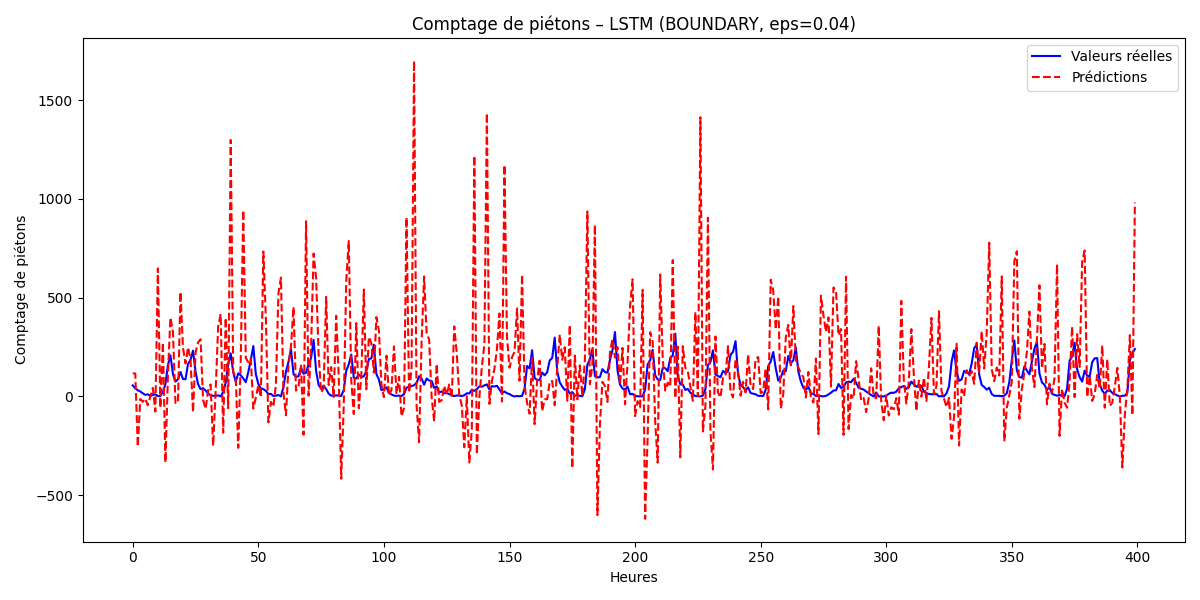 Comptage de piétons – LSTM (BOUNDARY, eps=0.04)
Valeurs réelles
Prédictions
Comptage de piétons
1500
1000
500
0
−500
0 50 100 150 200 250 300 350 400
Heures